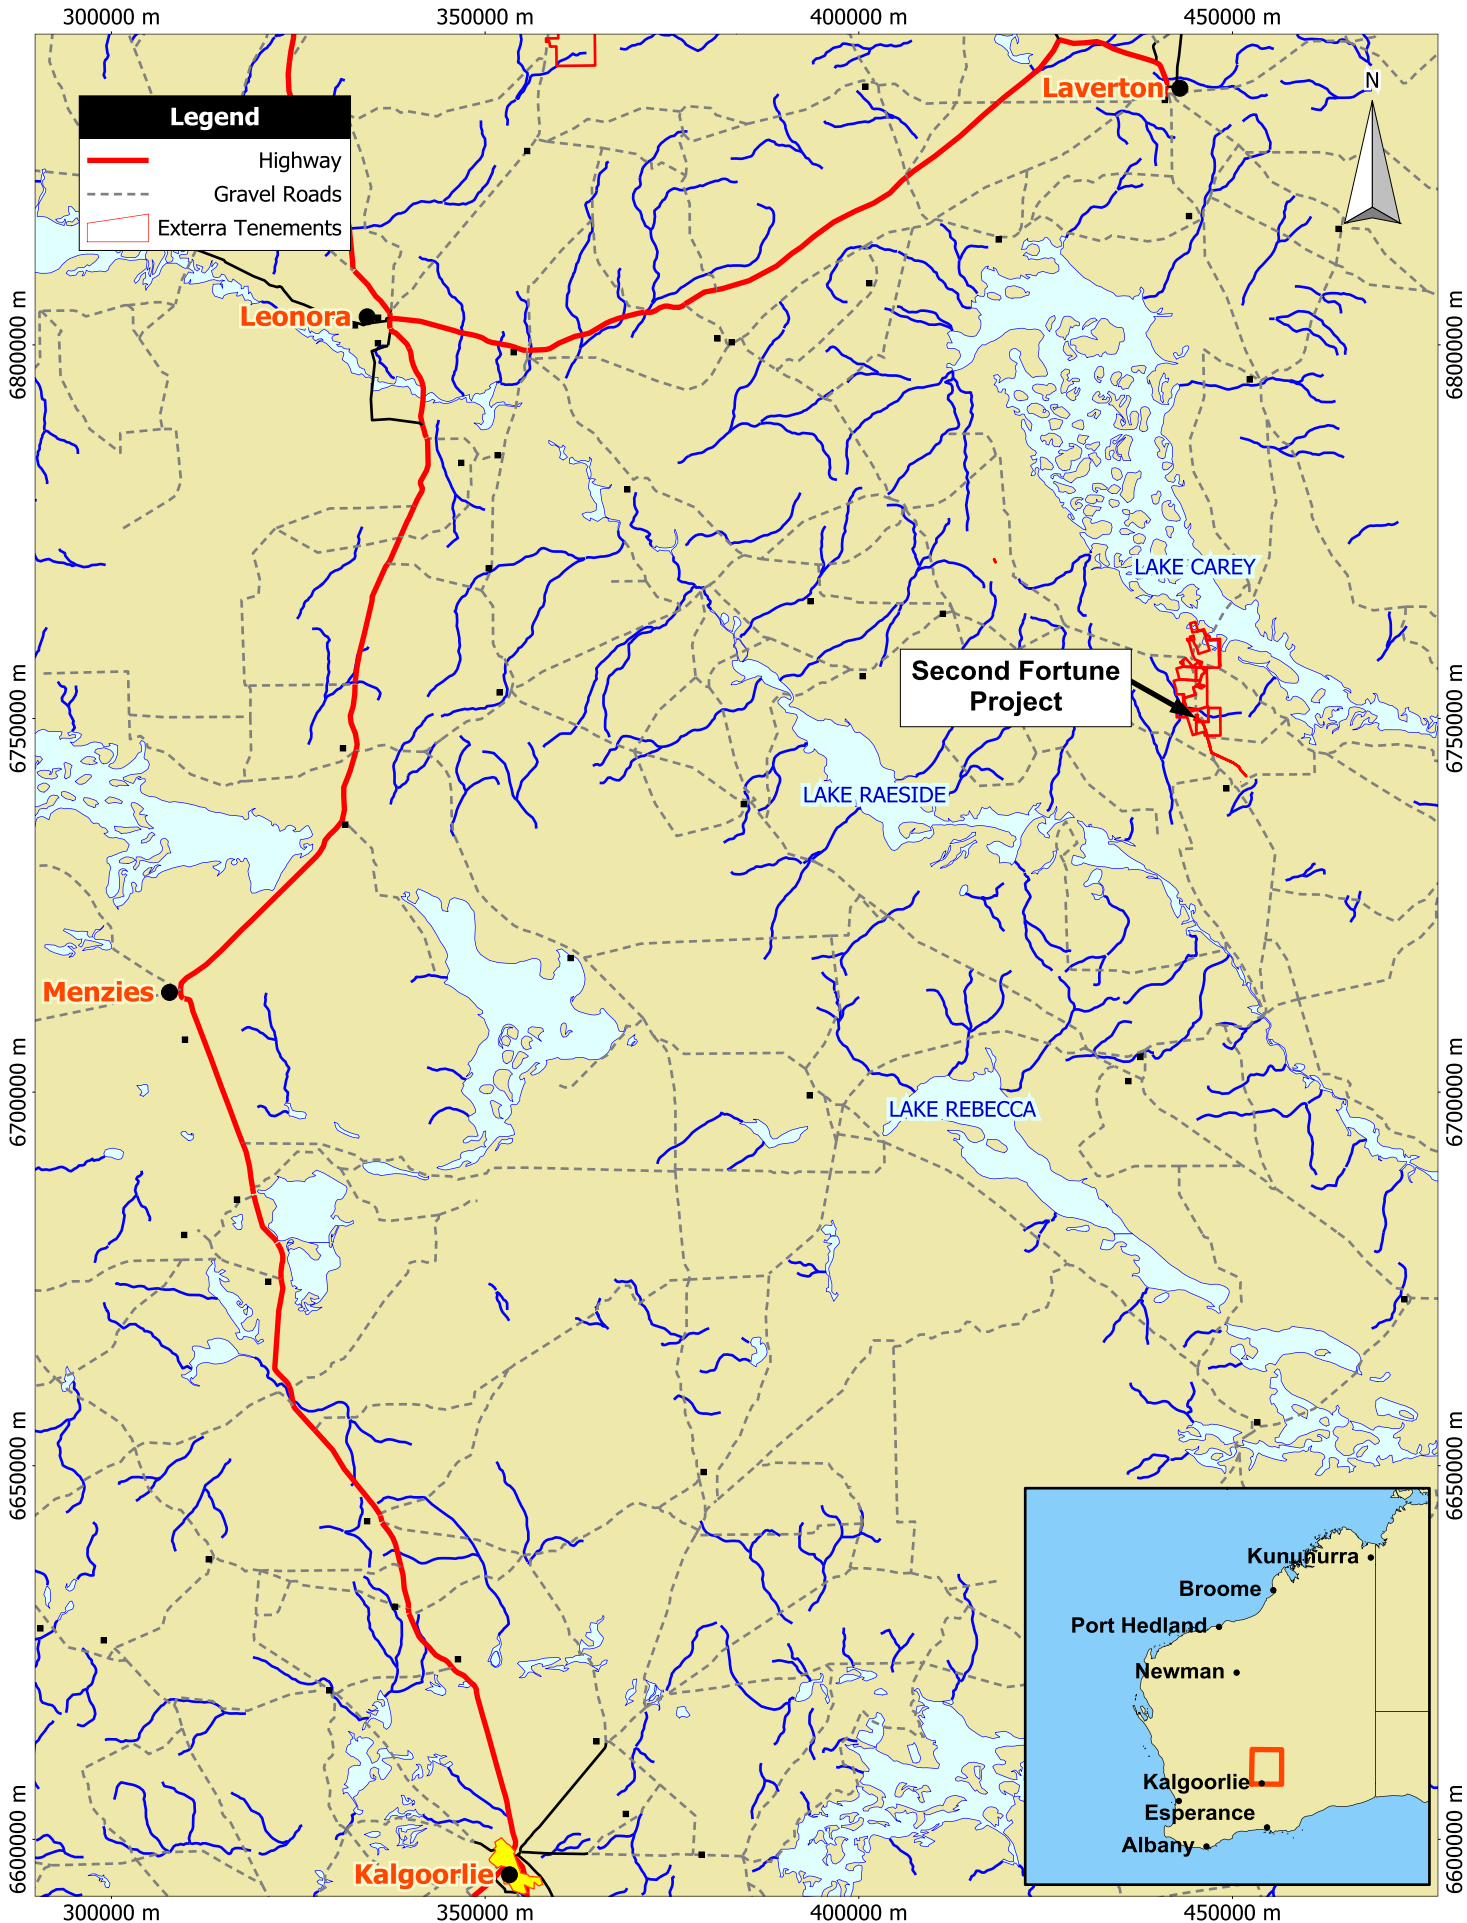 300000 m
350000 m
400000 m
450000 m
Laverton
N
Legend
Highway
Gravel Roads
Exterra Tenements
Leonora
6800000 m
6800000 m
LAKE CAREY
Second Fortune
Project
6750000 m
6750000 m
LAKE RAESIDE
Menzies
6700000 m
6700000 m
LAKE REBECCA
6650000 m
6650000 m
Kununurra
Broome
Port Hedland
Newman
Kalgoorlie
Esperance
Albany
6600000 m
6600000 m
Kalgoorlie
300000 m
350000 m
400000 m
450000 m